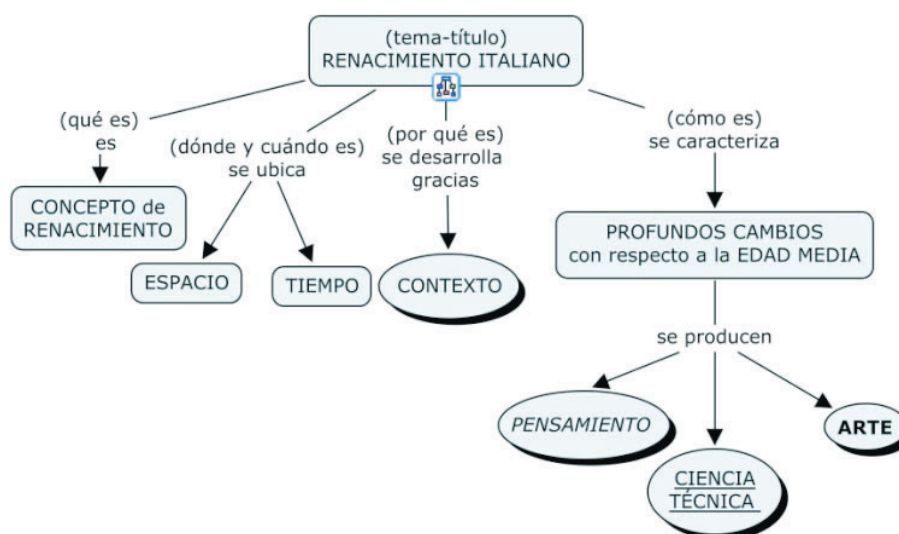 (tema-título)
RENACIMIENTO ITALIANO
(qué es)
es
CONCEPTO de
RENACIMIENTO
(dónde y cuándo es)
se ubica
ESPACIO
TIEMPO
(por qué es)
se desarrolla
gracias
CONTEXTO
(cómo es)
se caracteriza
PROFUNDOS CAMBIOS
con respecto a la EDAD MEDIA
se producen
PENSAMIENTO
CIENCIA
TÉCNICA
ARTE